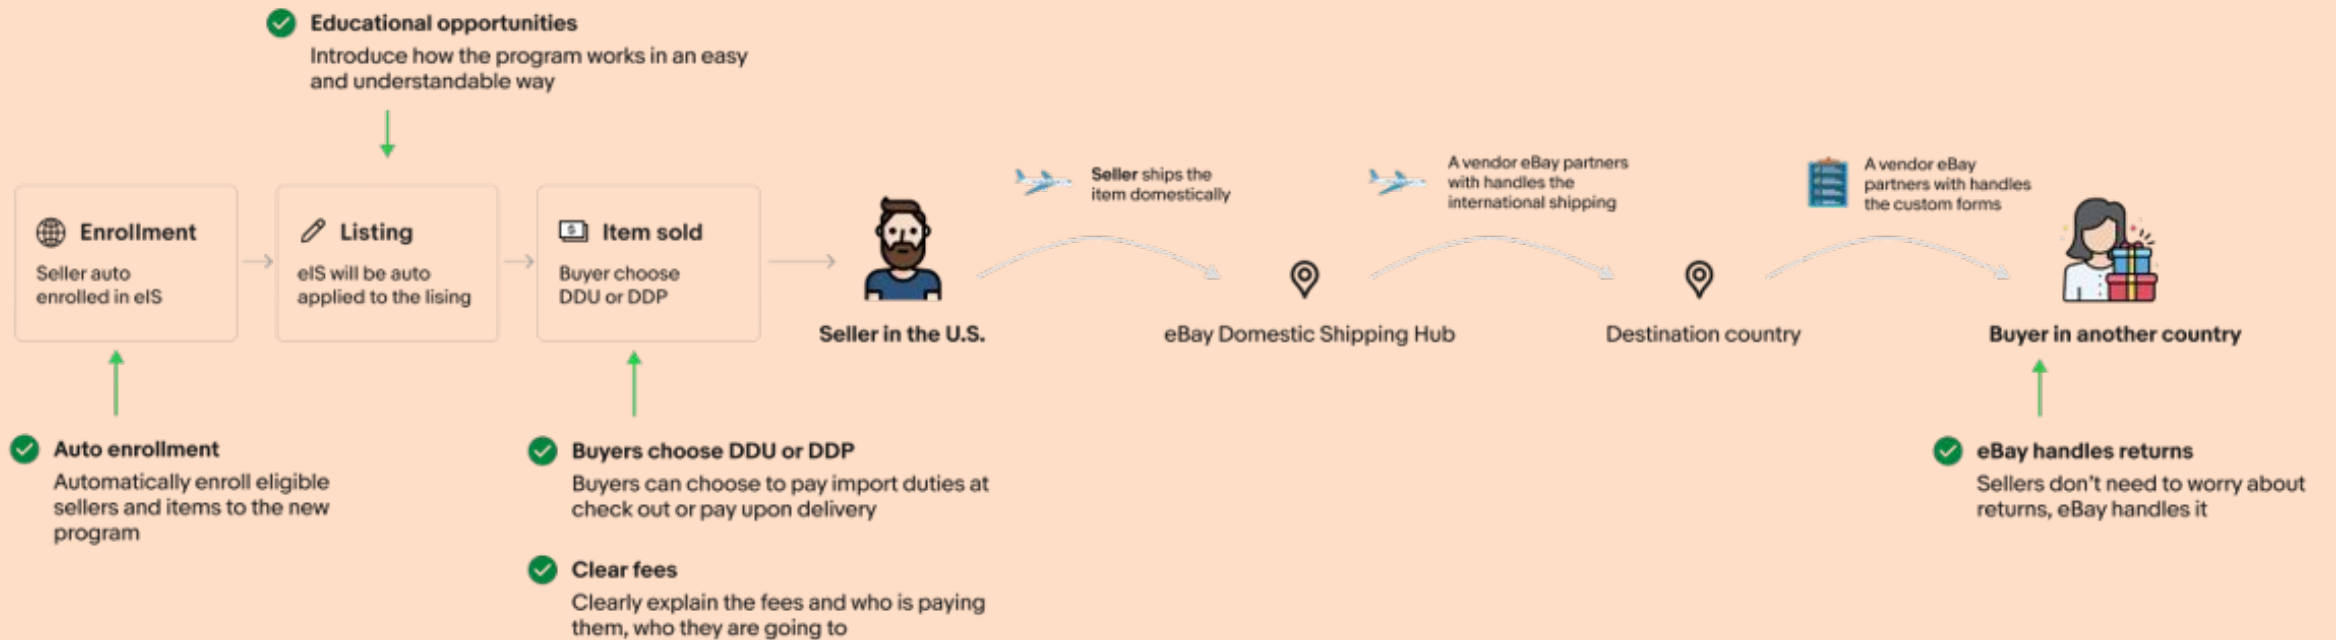 Educational opportunities
Introduce how the program works in an easy
and understandable way
Enrollment
Seller auto
enrolled in eIS
Listing
eIS will be auto
applied to the lising
Item sold
Buyer choose
DDU or DDP
Seller in the U.S.
Seller ships the
item domestically
eBay Domestic Shipping Hub
A vendor eBay partners
with handles the
international shipping
Destination country
A vendor eBay
partners with handles
the custom forms
Buyer in another country
Auto enrollment
Automatically enroll eligible
sellers and items to the new
program
Buyers choose DDU or DDP
Buyers can choose to pay import duties at
check out or pay upon delivery
Clear fees
Clearly explain the fees and who is paying
them, who they are going to
eBay handles returns
Sellers don't need to worry about
returns, eBay handles it